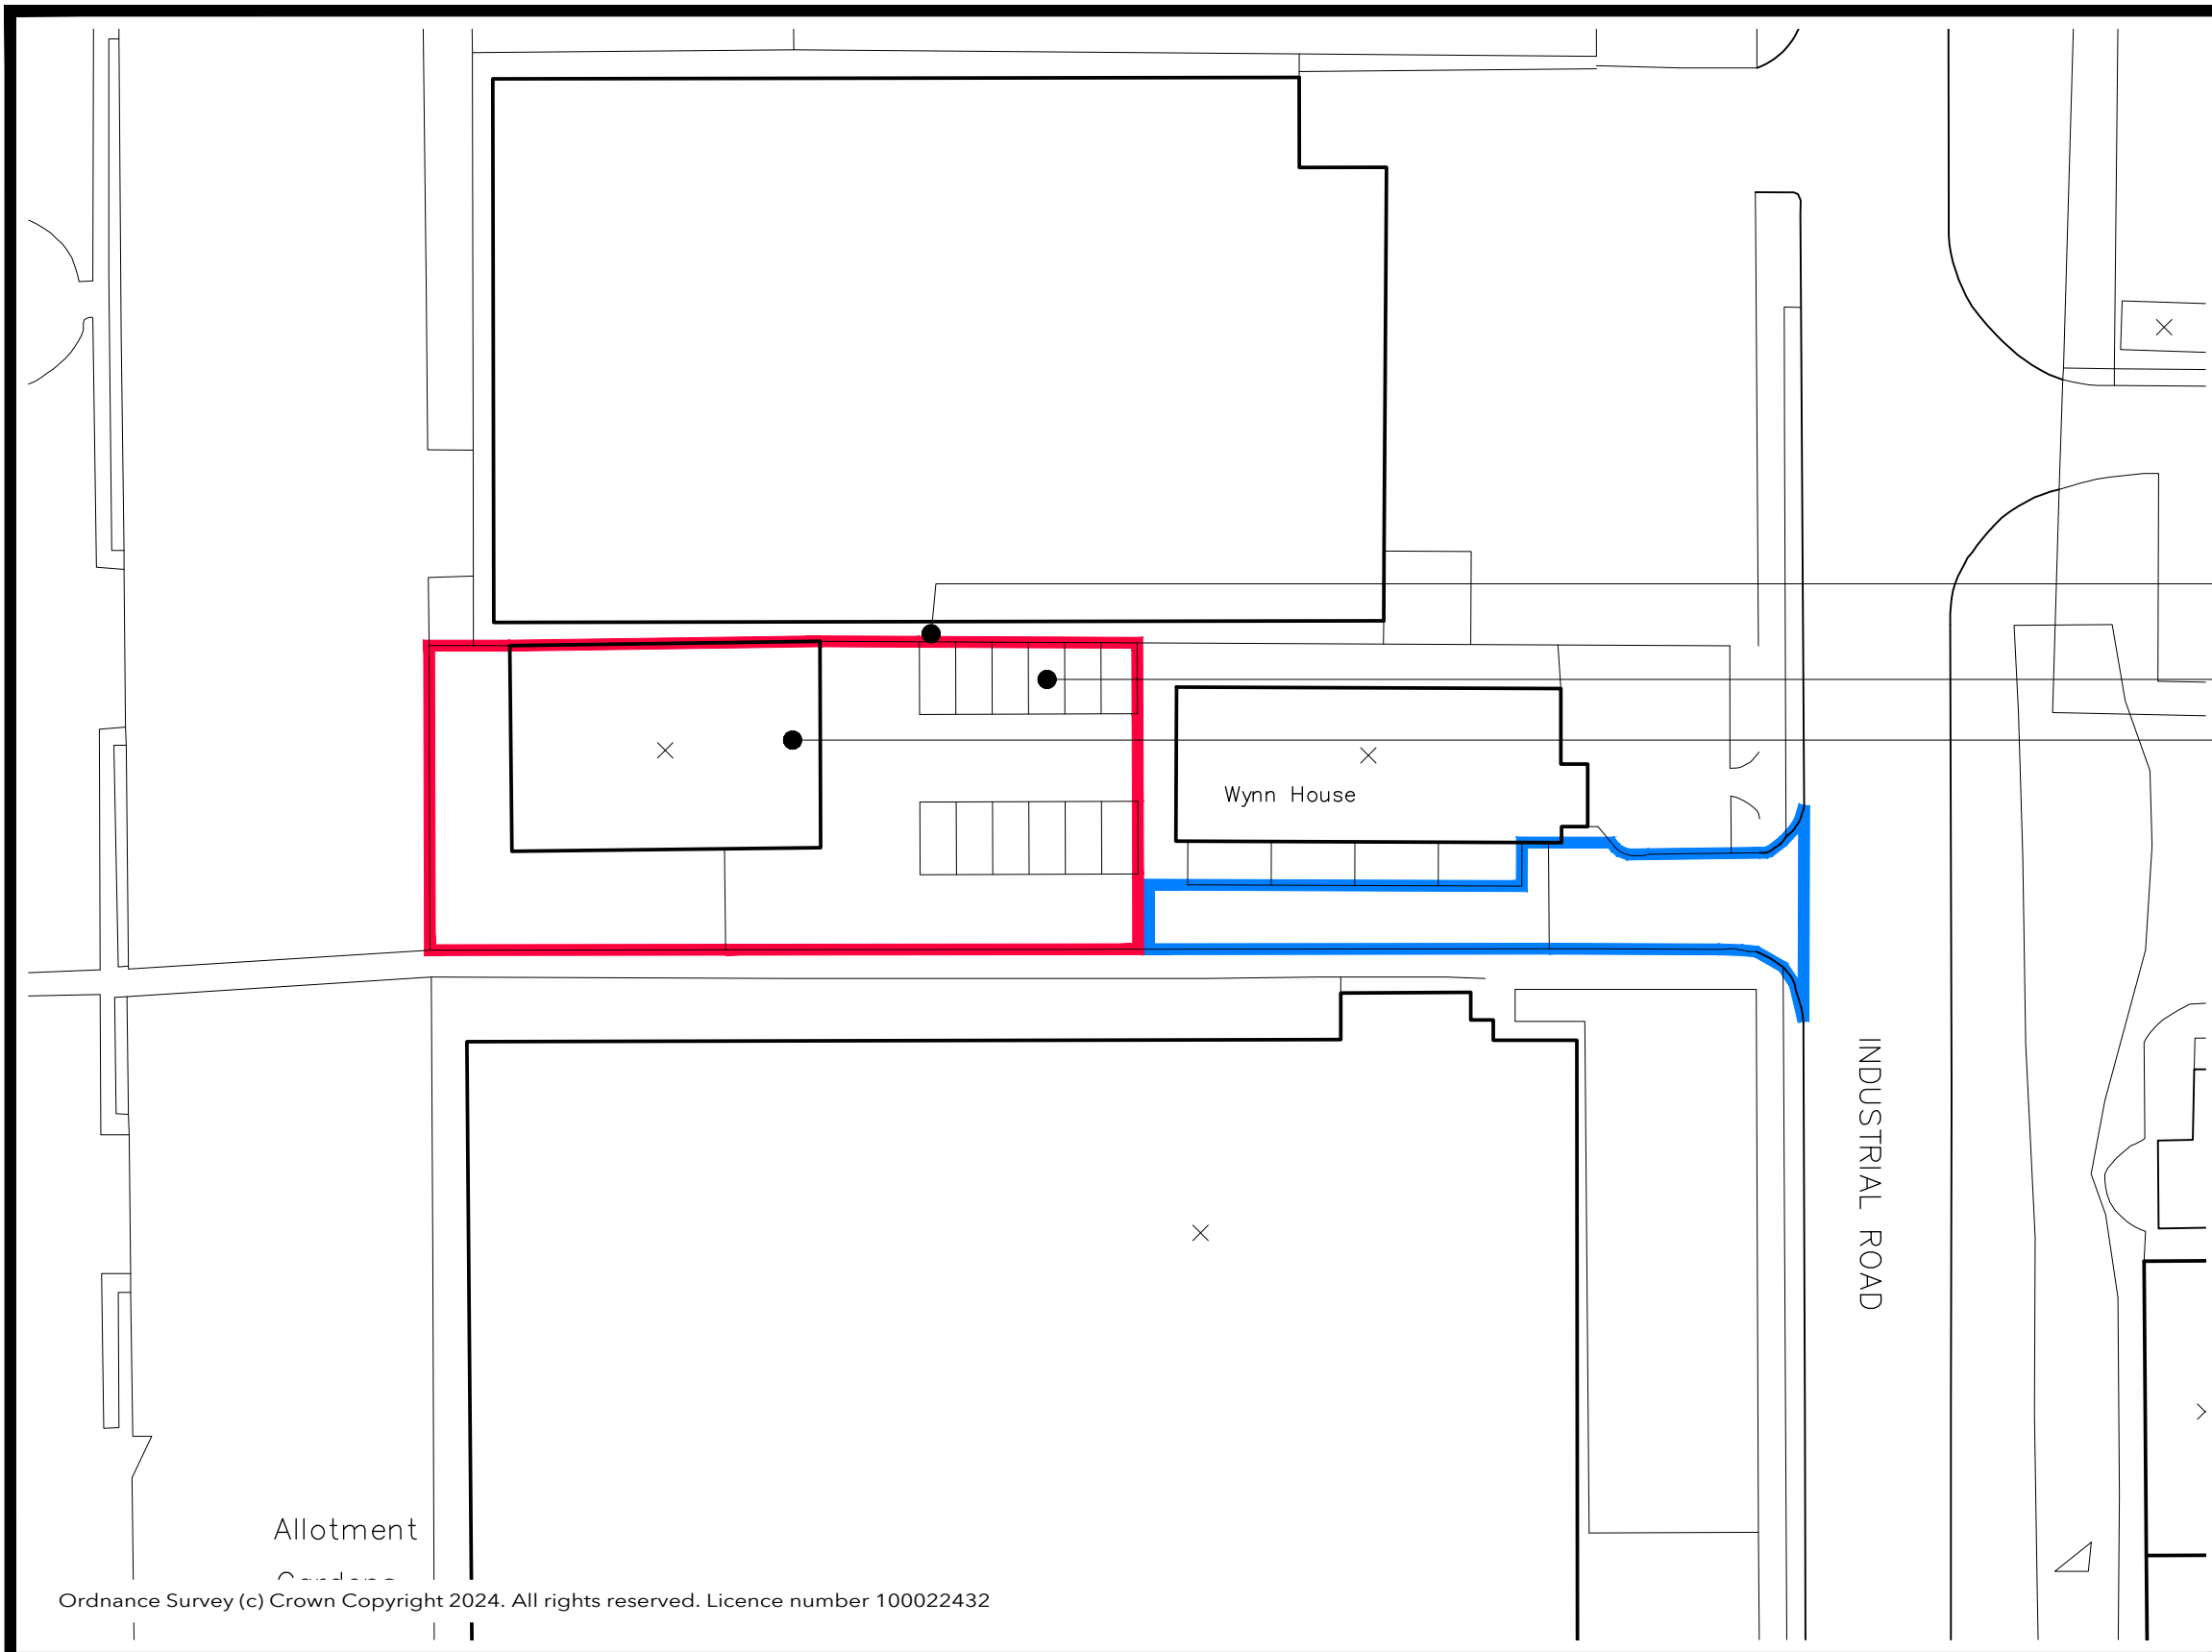 Wynn House
INDUSTRIAL ROAD
Allotment
Ordnance Survey (c) Crown Copyright 2024. All rights reserved. Licence number 100022432